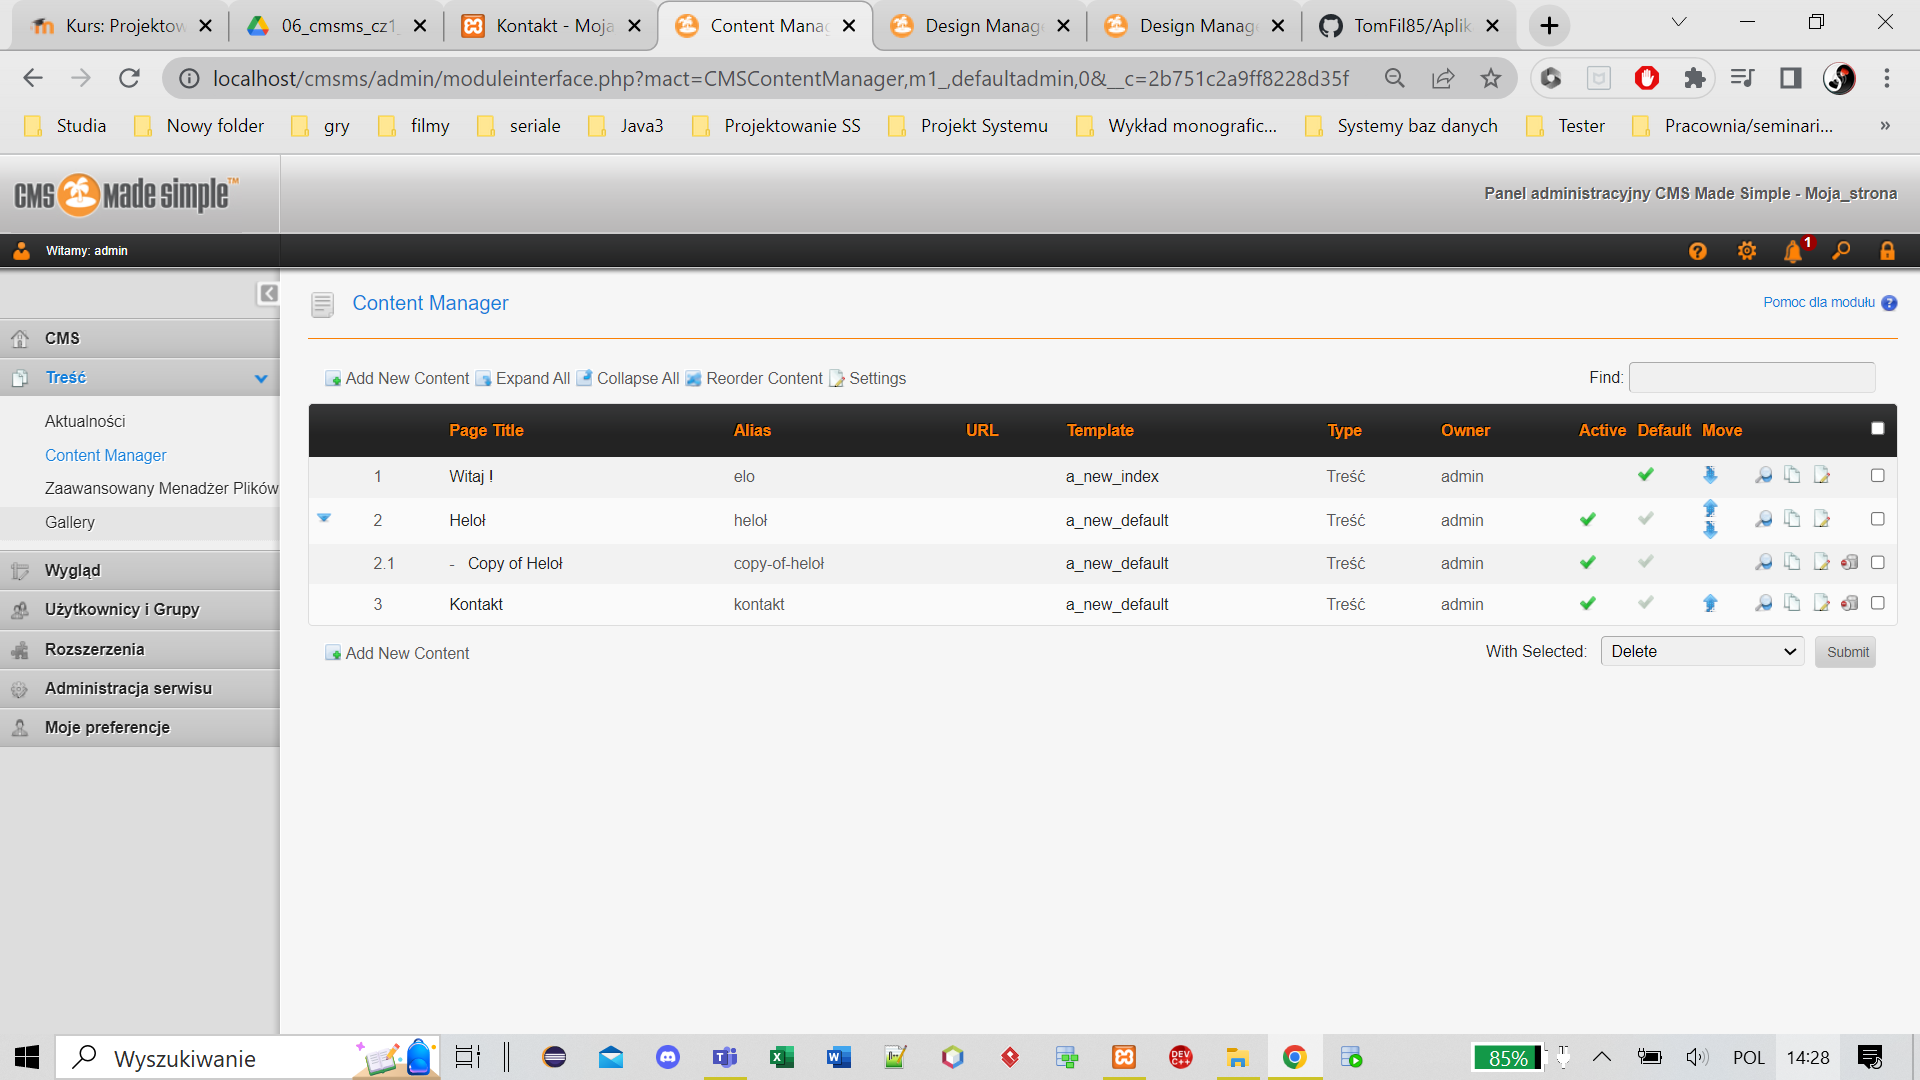 Kurs: Projektow
06_cmsms_cz1
Kontakt - Moja
Content Manag
Design Manag
Design Manag
TomFil85/Aplik
localhost/cmsms/admin/moduleinterface.php?mact=CMSContentManager,m1_,defaultadmin,0&__c=2b751c2a9ff8228d35f
Studia
Nowy folder
gry
filmy
seriale
Java3
Projektowanie SS
Projekt Systemu
Wykład monografic...
Systemy baz danych
Tester
Pracownia/seminari...
»
CMS Made Simple™
Panel administracyjny CMS Made Simple - Moja_strona
Witamy: admin
1
Content Manager
Pomoc dla modułu
CMS
Treść
Aktualności
Content Manager
Zaawansowany Menadżer Plików
Gallery
Wygląd
Użytkownicy i Grupy
Rozszerzenia
Administracja serwisu
Moje preferencje
Add New Content Expand All Collapse All Reorder Content Settings
Find:
Page Title Alias URL Template Type Owner Active Default Move
1 Witaj ! elo a_new_index Treść admin
2 Heloł heloł a_new_default Treść admin
2.1 - Copy of Heloł copy-of-heloł a_new_default Treść admin
3 Kontakt kontakt a_new_default Treść admin
Add New Content
With Selected: Delete Submit
Wyszukiwanie
DEV C++
85%
POL
14:28